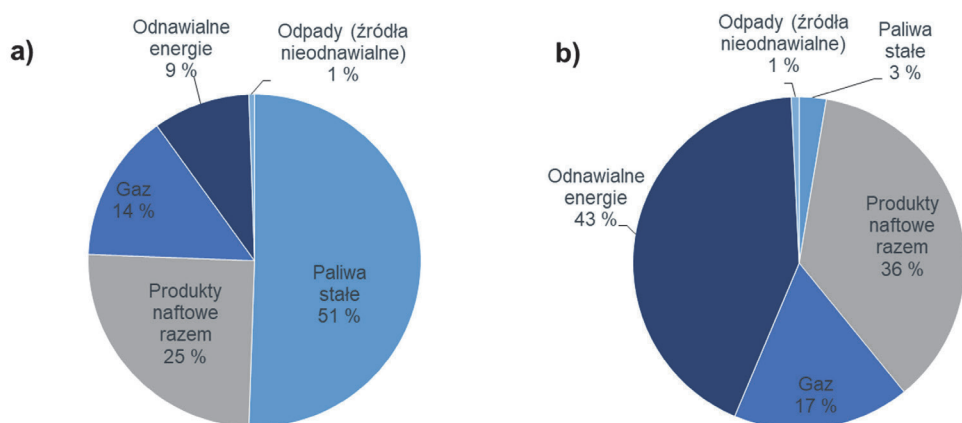 a)
Odnawialne
energie
9 %
Odpady (źródła
nieodnawialne)
1 %
Gaz
14 %
Paliwa
stałe
51 %
Produkty
naftowe
razem
25 %
b)
Odpady (źródła
nieodnawialne)
1 %
Paliwa
stałe
3 %
Odnawialne
energie
43 %
Produkty
naftowe
razem
36 %
Gaz
17 %